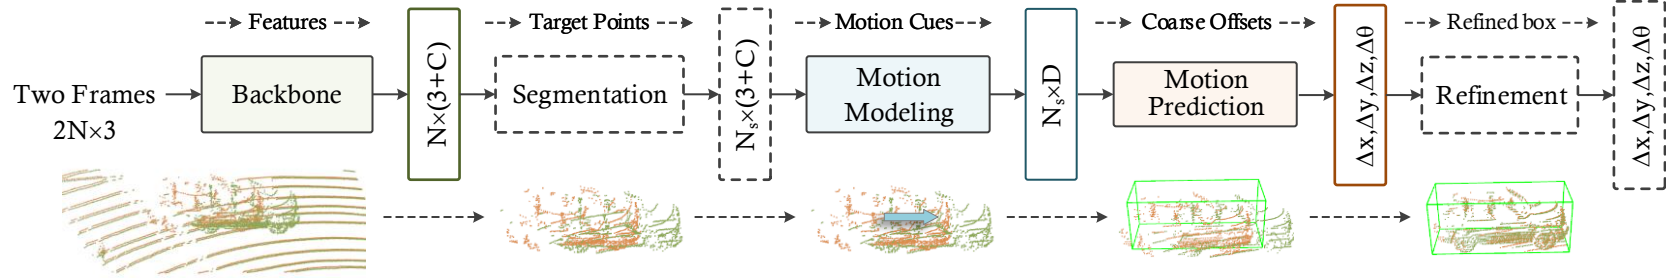 Features
Target Points
Motion Cues
Coarse Offsets
Refined box
Two Frames
2N×3
Backbone
N×(3+C)
Segmentation
Nₛ×(3+C)
Motion
Modeling
Nₛ×D
Motion
Prediction
Δx,Δy,Δz,Δθ
Refinement
Δx,Δy,Δz,Δθ